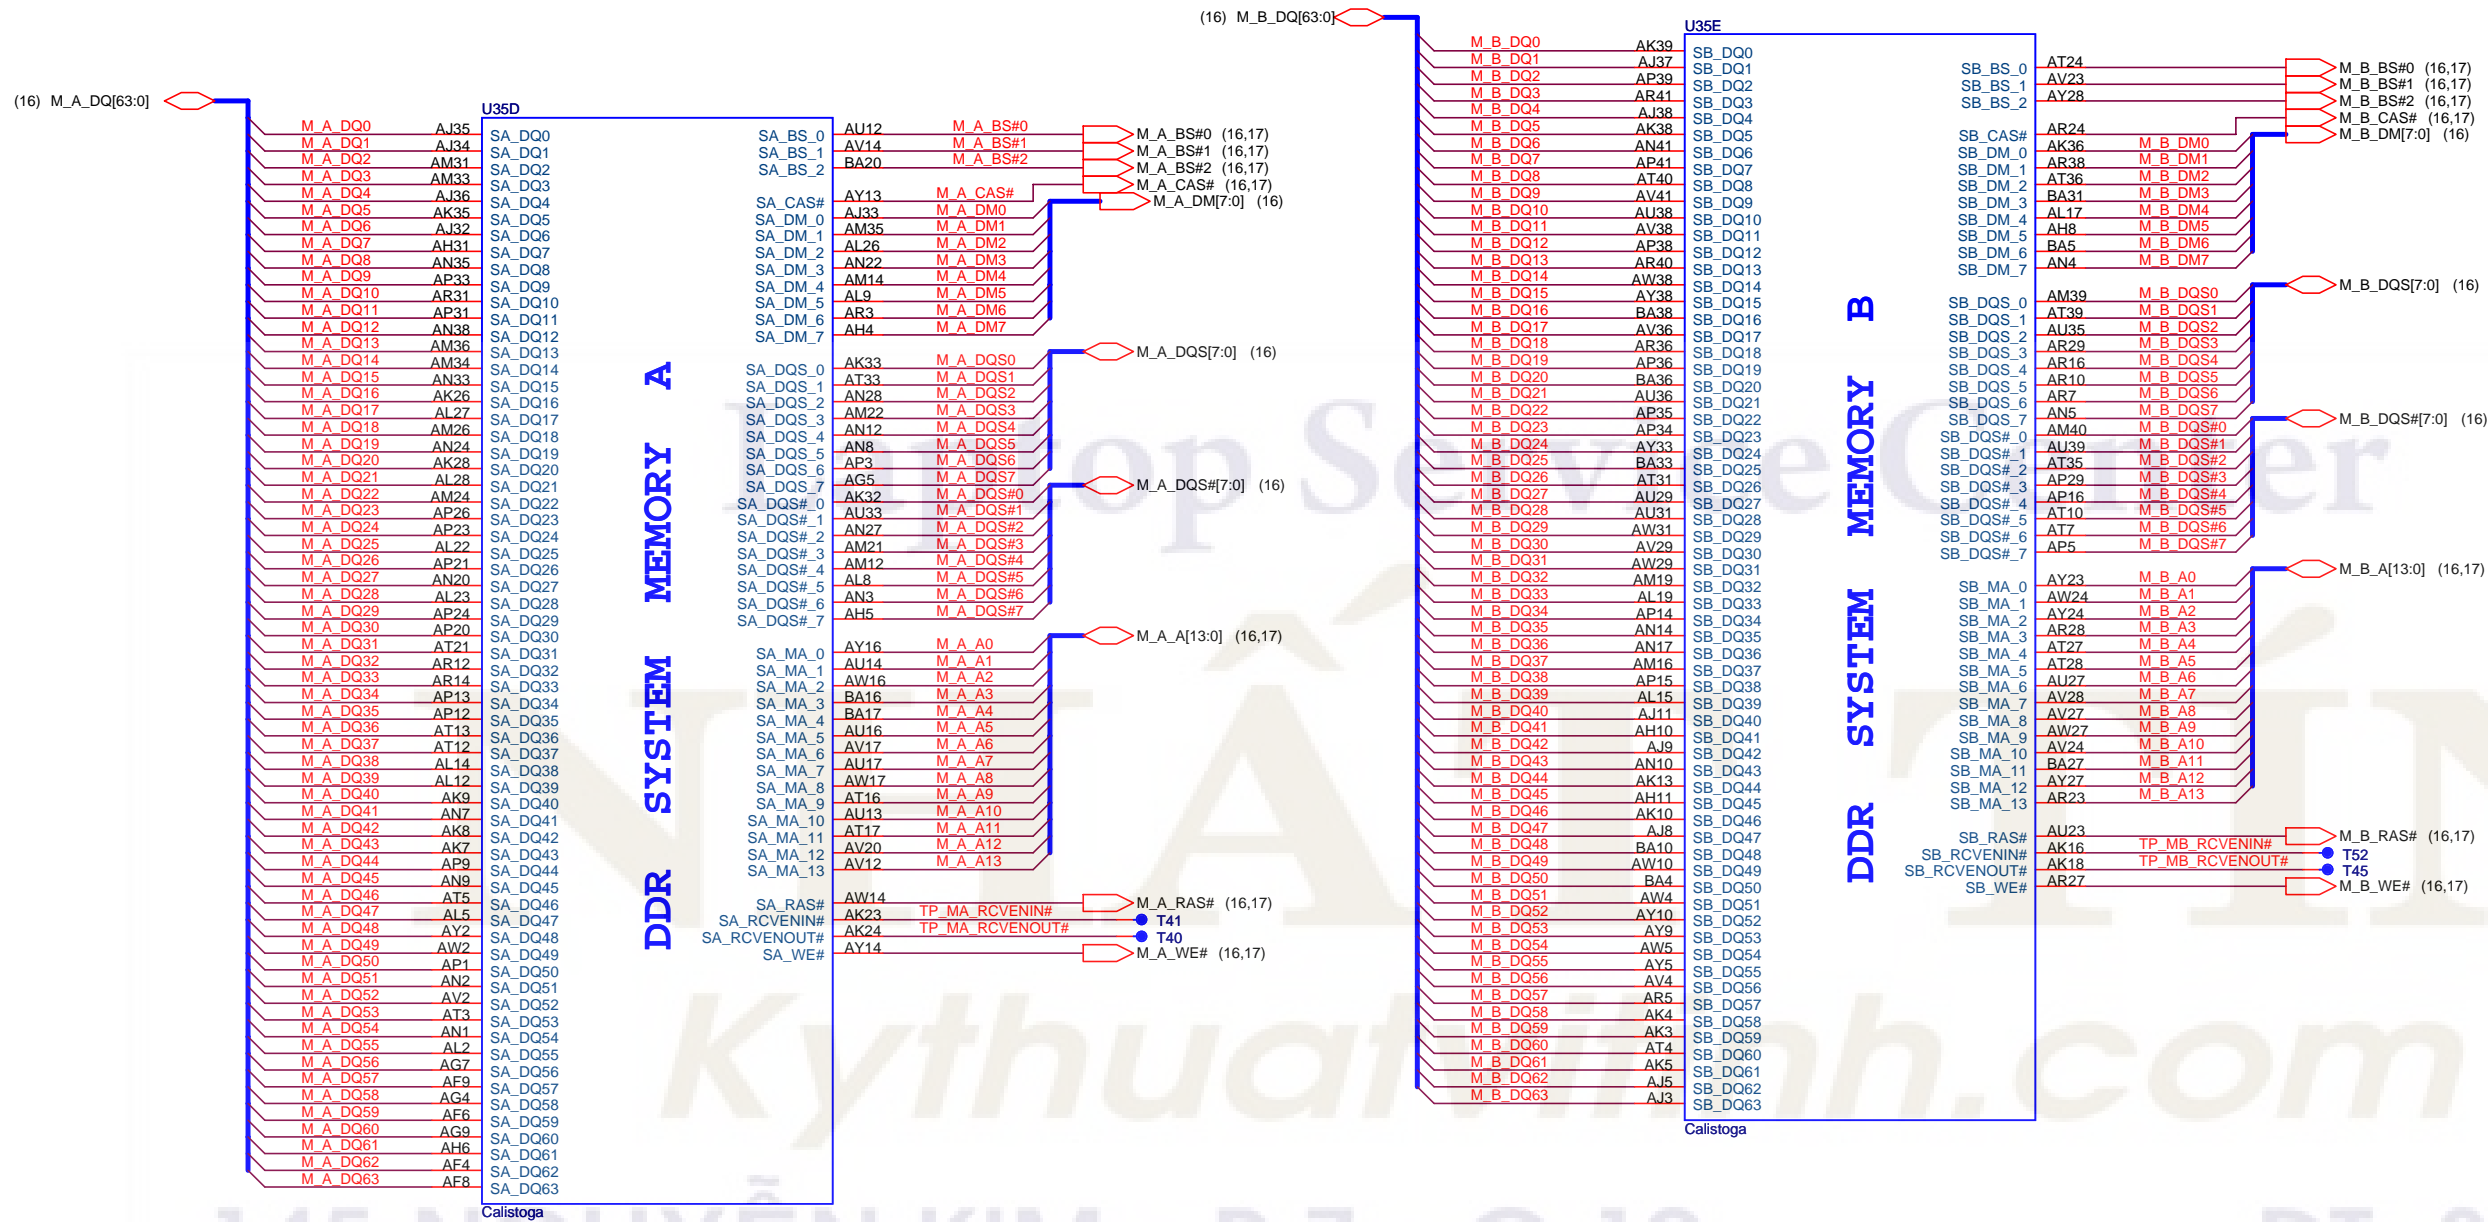 (16) M_A_DQ[63:0]
U35D
M_A_DQ0 AJ35 SA_DQ0
M_A_DQ1 AJ34 SA_DQ1
M_A_DQ2 AM31 SA_DQ2
M_A_DQ3 AM33 SA_DQ3
M_A_DQ4 AJ36 SA_DQ4
M_A_DQ5 AK35 SA_DQ5
M_A_DQ6 AJ32 SA_DQ6
M_A_DQ7 AH31 SA_DQ7
M_A_DQ8 AN35 SA_DQ8
M_A_DQ9 AP33 SA_DQ9
M_A_DQ10 AR31 SA_DQ10
M_A_DQ11 AP31 SA_DQ11
M_A_DQ12 AN38 SA_DQ12
M_A_DQ13 AM36 SA_DQ13
M_A_DQ14 AM34 SA_DQ14
M_A_DQ15 AN33 SA_DQ15
M_A_DQ16 AK26 SA_DQ16
M_A_DQ17 AL27 SA_DQ17
M_A_DQ18 AM26 SA_DQ18
M_A_DQ19 AN24 SA_DQ19
M_A_DQ20 AK28 SA_DQ20
M_A_DQ21 AL28 SA_DQ21
M_A_DQ22 AM24 SA_DQ22
M_A_DQ23 AP26 SA_DQ23
M_A_DQ24 AP23 SA_DQ24
M_A_DQ25 AL22 SA_DQ25
M_A_DQ26 AP21 SA_DQ26
M_A_DQ27 AN20 SA_DQ27
M_A_DQ28 AL23 SA_DQ28
M_A_DQ29 AP24 SA_DQ29
M_A_DQ30 AP20 SA_DQ30
M_A_DQ31 AT21 SA_DQ31
M_A_DQ32 AR12 SA_DQ32
M_A_DQ33 AR14 SA_DQ33
M_A_DQ34 AP13 SA_DQ34
M_A_DQ35 AP12 SA_DQ35
M_A_DQ36 AT13 SA_DQ36
M_A_DQ37 AT12 SA_DQ37
M_A_DQ38 AL14 SA_DQ38
M_A_DQ39 AL12 SA_DQ39
M_A_DQ40 AK9 SA_DQ40
M_A_DQ41 AN7 SA_DQ41
M_A_DQ42 AK8 SA_DQ42
M_A_DQ43 AK7 SA_DQ43
M_A_DQ44 AP9 SA_DQ44
M_A_DQ45 AN9 SA_DQ45
M_A_DQ46 AT5 SA_DQ46
M_A_DQ47 AL5 SA_DQ47
M_A_DQ48 AY2 SA_DQ48
M_A_DQ49 AW2 SA_DQ49
M_A_DQ50 AP1 SA_DQ50
M_A_DQ51 AN2 SA_DQ51
M_A_DQ52 AV2 SA_DQ52
M_A_DQ53 AT3 SA_DQ53
M_A_DQ54 AN1 SA_DQ54
M_A_DQ55 AL2 SA_DQ55
M_A_DQ56 AG7 SA_DQ56
M_A_DQ57 AF9 SA_DQ57
M_A_DQ58 AG4 SA_DQ58
M_A_DQ59 AF6 SA_DQ59
M_A_DQ60 AG9 SA_DQ60
M_A_DQ61 AH6 SA_DQ61
M_A_DQ62 AF4 SA_DQ62
M_A_DQ63 AF8 SA_DQ63
Calistoga
DDR SYSTEM MEMORY A
SA_BS_0 AU12 M_A_BS#0 M_A_BS#0 (16,17)
SA_BS_1 AV14 M_A_BS#1 M_A_BS#1 (16,17)
SA_BS_2 BA20 M_A_BS#2 M_A_BS#2 (16,17)
SA_CAS# AY13 M_A_CAS# M_A_CAS# (16,17)
SA_DM_0 AJ33 M_A_DM0 M_A_DM[7:0] (16)
SA_DM_1 AM35 M_A_DM1
SA_DM_2 AL26 M_A_DM2
SA_DM_3 AN22 M_A_DM3
SA_DM_4 AM14 M_A_DM4
SA_DM_5 AL9 M_A_DM5
SA_DM_6 AR3 M_A_DM6
SA_DM_7 AH4 M_A_DM7
SA_DQS_0 AK33 M_A_DQS0 M_A_DQS[7:0] (16)
SA_DQS_1 AT33 M_A_DQS1
SA_DQS_2 AN28 M_A_DQS2
SA_DQS_3 AM22 M_A_DQS3
SA_DQS_4 AN12 M_A_DQS4
SA_DQS_5 AN8 M_A_DQS5
SA_DQS_6 AP3 M_A_DQS6
SA_DQS_7 AG5 M_A_DQS7
SA_DQS#_0 AK32 M_A_DQS#0 M_A_DQS#[7:0] (16)
SA_DQS#_1 AU33 M_A_DQS#1
SA_DQS#_2 AN27 M_A_DQS#2
SA_DQS#_3 AM21 M_A_DQS#3
SA_DQS#_4 AM12 M_A_DQS#4
SA_DQS#_5 AL8 M_A_DQS#5
SA_DQS#_6 AN3 M_A_DQS#6
SA_DQS#_7 AH5 M_A_DQS#7
SA_MA_0 AY16 M_A_A0 M_A_A[13:0] (16,17)
SA_MA_1 AU14 M_A_A1
SA_MA_2 AW16 M_A_A2
SA_MA_3 BA16 M_A_A3
SA_MA_4 BA17 M_A_A4
SA_MA_5 AU16 M_A_A5
SA_MA_6 AV17 M_A_A6
SA_MA_7 AU17 M_A_A7
SA_MA_8 AW17 M_A_A8
SA_MA_9 AT16 M_A_A9
SA_MA_10 AU13 M_A_A10
SA_MA_11 AT17 M_A_A11
SA_MA_12 AV20 M_A_A12
SA_MA_13 AV12 M_A_A13
SA_RAS# AW14 M_A_RAS# (16,17)
SA_RCVENIN# AK23 TP_MA_RCVENIN# T41
SA_RCVENOUT# AK24 TP_MA_RCVENOUT# T40
SA_WE# AY14 M_A_WE# (16,17)
(16) M_B_DQ[63:0]
U35E
M_B_DQ0 AK39 SB_DQ0
M_B_DQ1 AJ37 SB_DQ1
M_B_DQ2 AP39 SB_DQ2
M_B_DQ3 AR41 SB_DQ3
M_B_DQ4 AJ38 SB_DQ4
M_B_DQ5 AK38 SB_DQ5
M_B_DQ6 AN41 SB_DQ6
M_B_DQ7 AP41 SB_DQ7
M_B_DQ8 AT40 SB_DQ8
M_B_DQ9 AV41 SB_DQ9
M_B_DQ10 AU38 SB_DQ10
M_B_DQ11 AV38 SB_DQ11
M_B_DQ12 AP38 SB_DQ12
M_B_DQ13 AR40 SB_DQ13
M_B_DQ14 AW38 SB_DQ14
M_B_DQ15 AY38 SB_DQ15
M_B_DQ16 BA38 SB_DQ16
M_B_DQ17 AV36 SB_DQ17
M_B_DQ18 AR36 SB_DQ18
M_B_DQ19 AP36 SB_DQ19
M_B_DQ20 BA36 SB_DQ20
M_B_DQ21 AU36 SB_DQ21
M_B_DQ22 AP35 SB_DQ22
M_B_DQ23 AP34 SB_DQ23
M_B_DQ24 AY33 SB_DQ24
M_B_DQ25 BA33 SB_DQ25
M_B_DQ26 AT31 SB_DQ26
M_B_DQ27 AU29 SB_DQ27
M_B_DQ28 AU31 SB_DQ28
M_B_DQ29 AW31 SB_DQ29
M_B_DQ30 AV29 SB_DQ30
M_B_DQ31 AW29 SB_DQ31
M_B_DQ32 AM19 SB_DQ32
M_B_DQ33 AL19 SB_DQ33
M_B_DQ34 AP14 SB_DQ34
M_B_DQ35 AN14 SB_DQ35
M_B_DQ36 AN17 SB_DQ36
M_B_DQ37 AM16 SB_DQ37
M_B_DQ38 AP15 SB_DQ38
M_B_DQ39 AL15 SB_DQ39
M_B_DQ40 AJ11 SB_DQ40
M_B_DQ41 AH10 SB_DQ41
M_B_DQ42 AJ9 SB_DQ42
M_B_DQ43 AN10 SB_DQ43
M_B_DQ44 AK13 SB_DQ44
M_B_DQ45 AH11 SB_DQ45
M_B_DQ46 AK10 SB_DQ46
M_B_DQ47 AJ8 SB_DQ47
M_B_DQ48 BA10 SB_DQ48
M_B_DQ49 AW10 SB_DQ49
M_B_DQ50 BA4 SB_DQ50
M_B_DQ51 AW4 SB_DQ51
M_B_DQ52 AY10 SB_DQ52
M_B_DQ53 AY9 SB_DQ53
M_B_DQ54 AW5 SB_DQ54
M_B_DQ55 AY5 SB_DQ55
M_B_DQ56 AV4 SB_DQ56
M_B_DQ57 AR5 SB_DQ57
M_B_DQ58 AK4 SB_DQ58
M_B_DQ59 AK3 SB_DQ59
M_B_DQ60 AT4 SB_DQ60
M_B_DQ61 AK5 SB_DQ61
M_B_DQ62 AJ5 SB_DQ62
M_B_DQ63 AJ3 SB_DQ63
Calistoga
DDR SYSTEM MEMORY B
SB_BS_0 AT24 M_B_BS#0 (16,17)
SB_BS_1 AV23 M_B_BS#1 (16,17)
SB_BS_2 AY28 M_B_BS#2 (16,17)
SB_CAS# AR24 M_B_CAS# (16,17)
SB_DM_0 AK36 M_B_DM0 M_B_DM[7:0] (16)
SB_DM_1 AR38 M_B_DM1
SB_DM_2 AT36 M_B_DM2
SB_DM_3 BA31 M_B_DM3
SB_DM_4 AL17 M_B_DM4
SB_DM_5 AH8 M_B_DM5
SB_DM_6 BA5 M_B_DM6
SB_DM_7 AN4 M_B_DM7
SB_DQS_0 AM39 M_B_DQS0 M_B_DQS[7:0] (16)
SB_DQS_1 AT39 M_B_DQS1
SB_DQS_2 AU35 M_B_DQS2
SB_DQS_3 AR29 M_B_DQS3
SB_DQS_4 AR16 M_B_DQS4
SB_DQS_5 AR10 M_B_DQS5
SB_DQS_6 AR7 M_B_DQS6
SB_DQS_7 AN5 M_B_DQS7
SB_DQS#_0 AM40 M_B_DQS#0 M_B_DQS#[7:0] (16)
SB_DQS#_1 AU39 M_B_DQS#1
SB_DQS#_2 AT35 M_B_DQS#2
SB_DQS#_3 AP29 M_B_DQS#3
SB_DQS#_4 AP16 M_B_DQS#4
SB_DQS#_5 AT10 M_B_DQS#5
SB_DQS#_6 AT7 M_B_DQS#6
SB_DQS#_7 AP5 M_B_DQS#7
SB_MA_0 AY23 M_B_A0 M_B_A[13:0] (16,17)
SB_MA_1 AW24 M_B_A1
SB_MA_2 AY24 M_B_A2
SB_MA_3 AR28 M_B_A3
SB_MA_4 AT27 M_B_A4
SB_MA_5 AT28 M_B_A5
SB_MA_6 AU27 M_B_A6
SB_MA_7 AV28 M_B_A7
SB_MA_8 AV27 M_B_A8
SB_MA_9 AW27 M_B_A9
SB_MA_10 AV24 M_B_A10
SB_MA_11 BA27 M_B_A11
SB_MA_12 AY27 M_B_A12
SB_MA_13 AR23 M_B_A13
SB_RAS# AU23 M_B_RAS# (16,17)
SB_RCVENIN# AK16 TP_MB_RCVENIN# T52
SB_RCVENOUT# AK18 TP_MB_RCVENOUT# T45
SB_WE# AR27 M_B_WE# (16,17)
Laptop Service Center
NHẤT TÍN
Kythuatvitinh.com